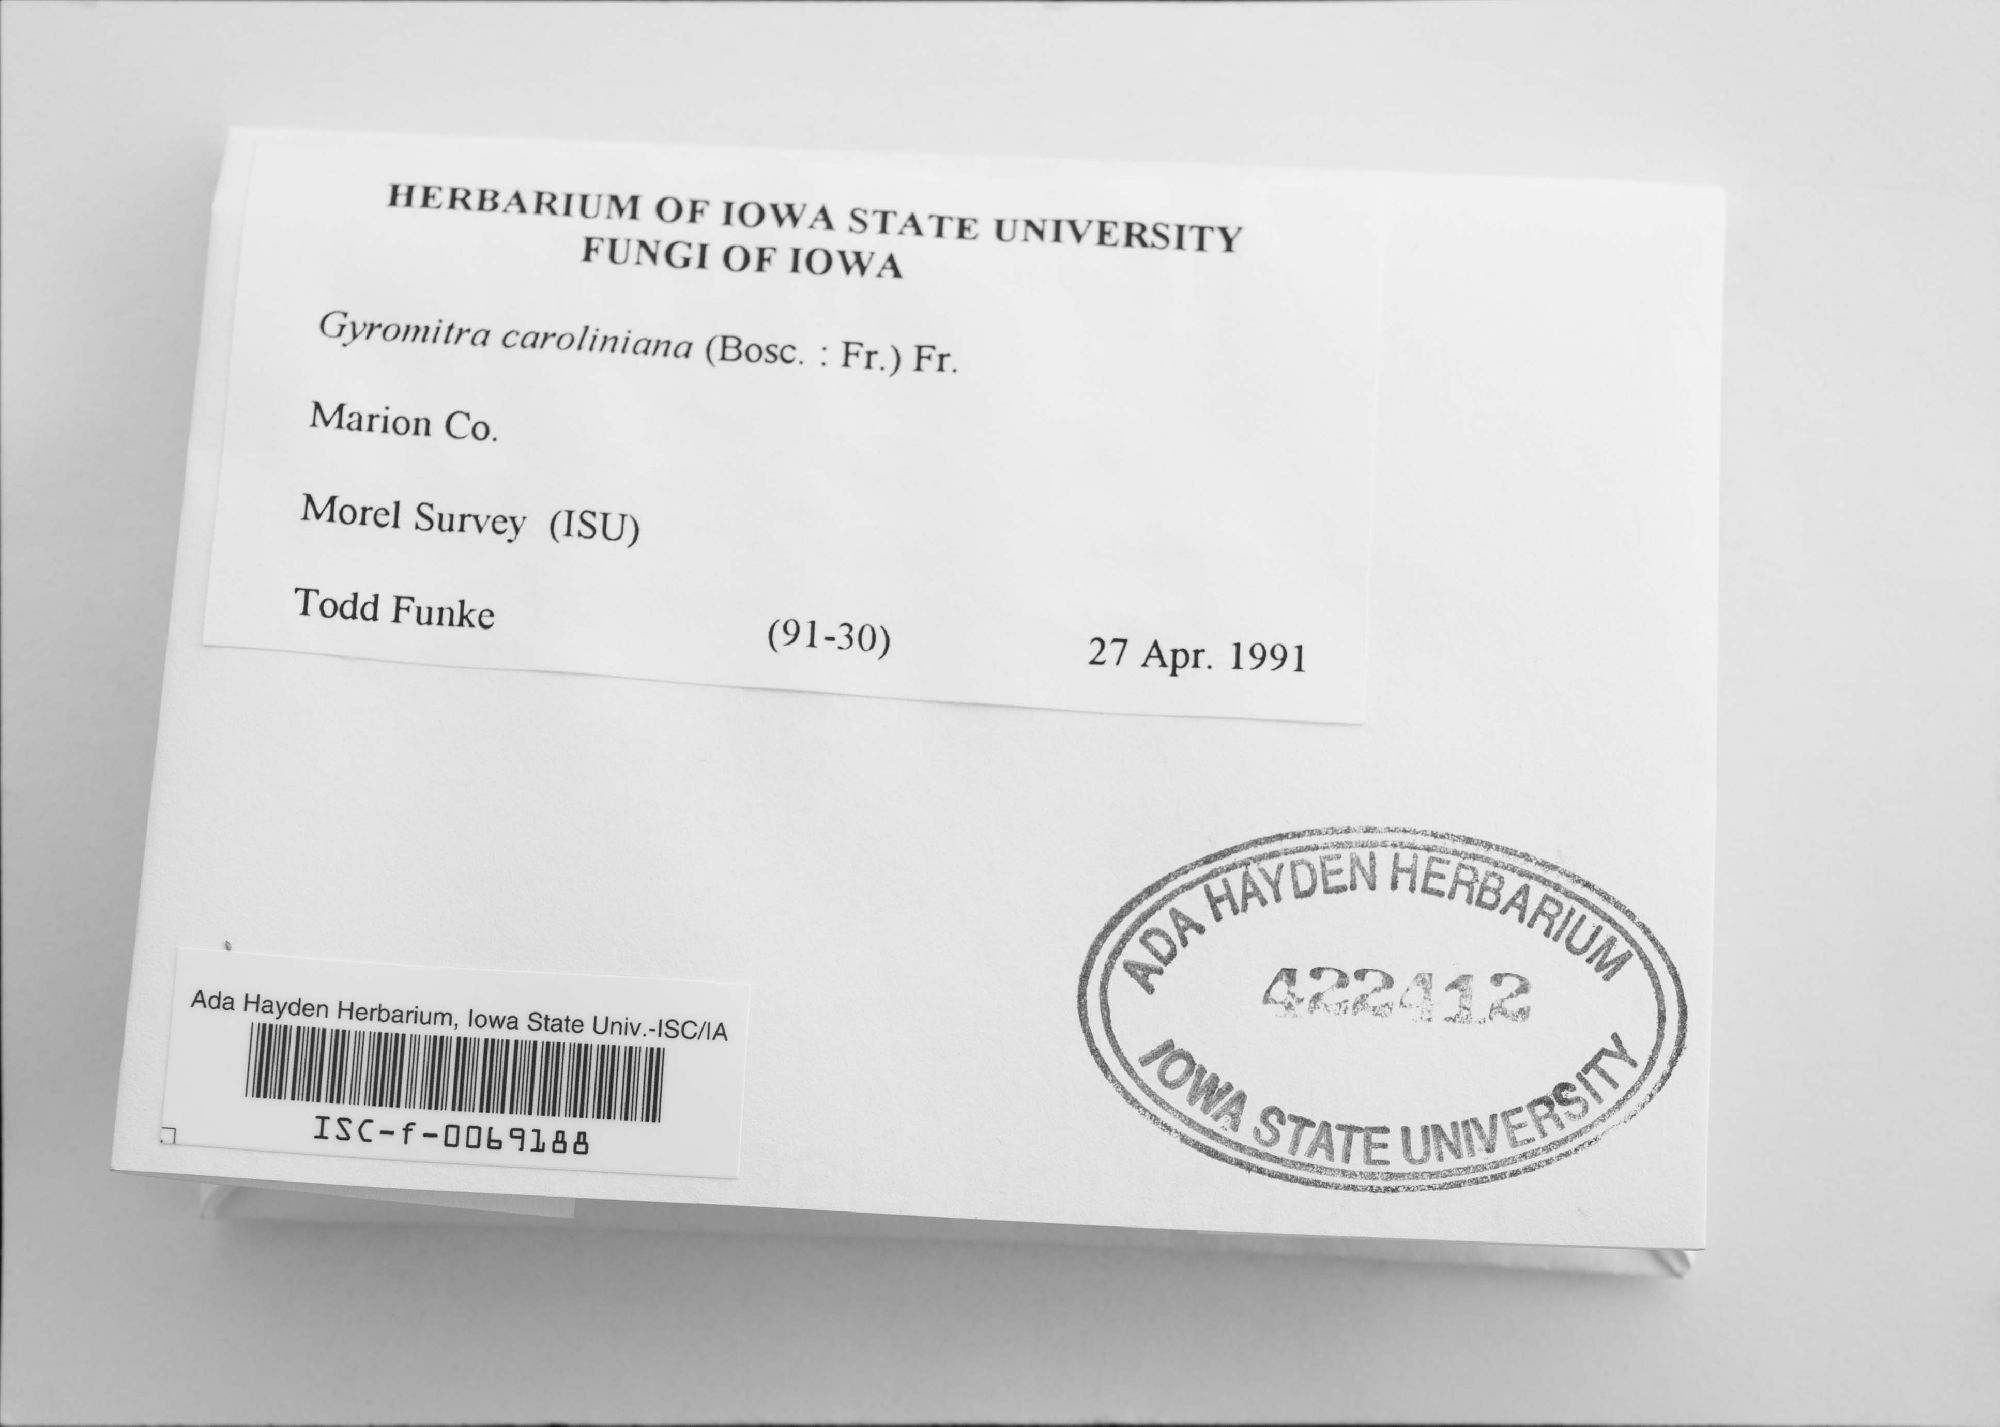 HERBARIUM OF IOWA STATE UNIVERSITY
FUNGI OF IOWA
Gyromitra caroliniana (Bosc. : Fr.) Fr.
Marion Co.
Morel Survey (ISU)
Todd Funke (91-30) 27 Apr. 1991
ADA HAYDEN HERBARIUM
422412
IOWA STATE UNIVERSITY
Ada Hayden Herbarium, Iowa State Univ.-ISC/IA
ISC-f-0069188